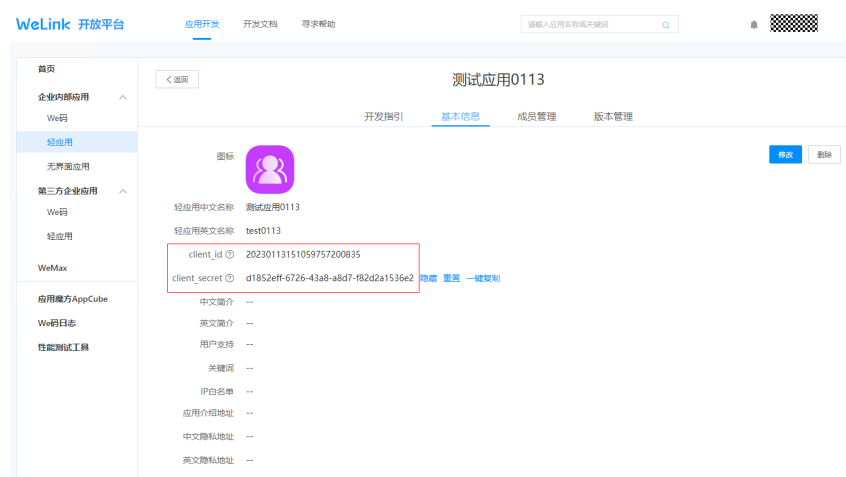 WeLink 开放平台 应用开发 开发文档 寻求帮助 请输入应用名称或关键词
首页
企业内部应用
We码
轻应用
无界面应用
第三方企业应用
We码
轻应用
WeMax
应用魔方AppCube
We码日志
性能测试工具
返回 测试应用0113
开发指引 基本信息 成员管理 版本管理
图标 修改 删除
轻应用中文名称 测试应用0113
轻应用英文名称 test0113
client_id 20230113151059757200835
client_secret d1852eff-6726-43a8-a8d7-f82d2a1536e2 隐藏 重置 一键复制
中文简介 --
英文简介 --
用户支持 --
关键词 --
IP白名单 --
应用介绍地址 --
中文隐私地址 --
英文隐私地址 --